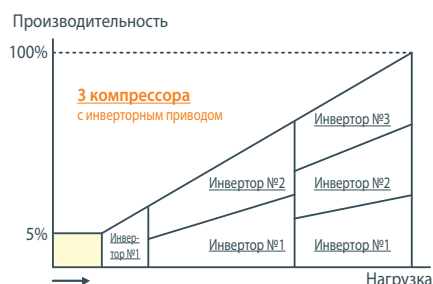 Производительность
100%
3 компрессора
с инверторным приводом
Инвертор №3
Инвертор №2
Инвертор №2
5%
Инвер-
тор №1
Инвертор №1
Инвертор №1
Нагрузка